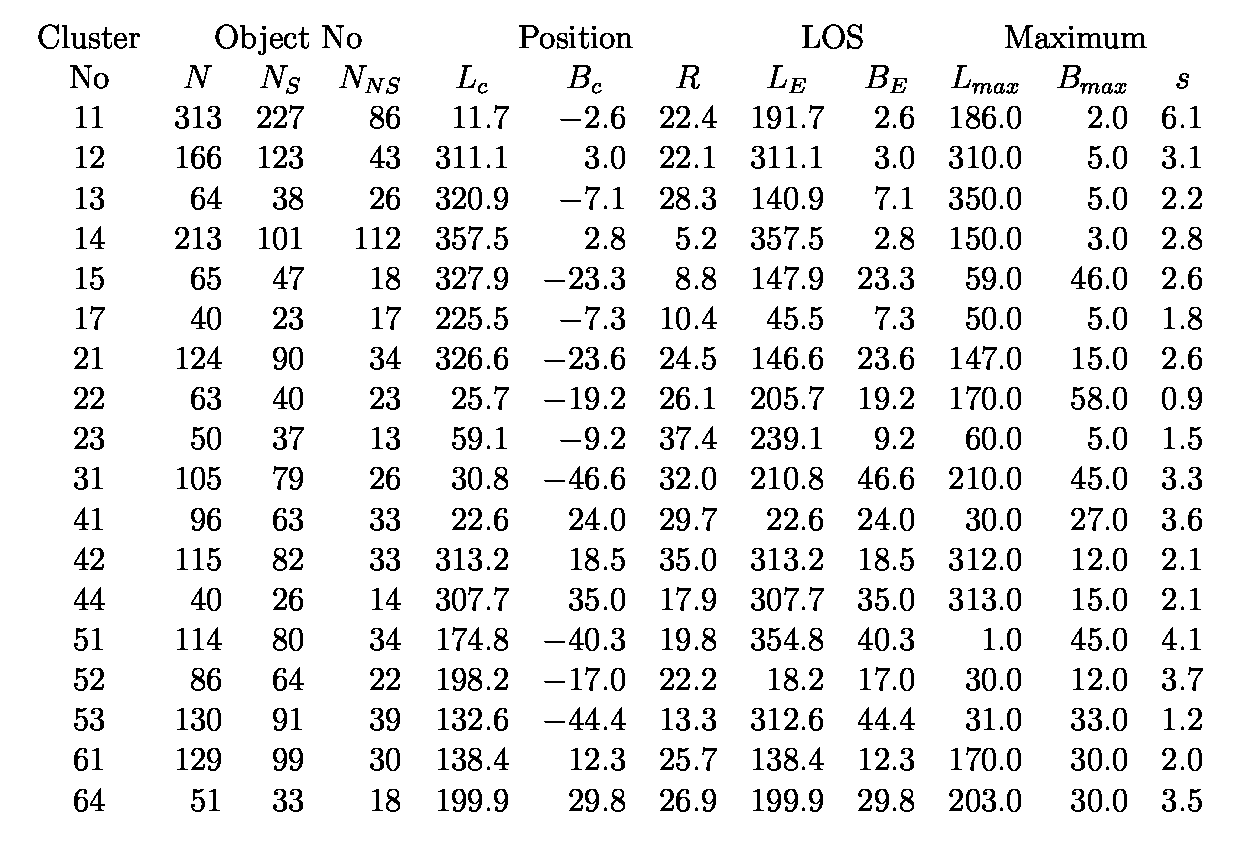 Cluster Object No Position LOS Maximum
No N N_S N_NS L_c B_c R L_E B_E L_max B_max s
11 313 227 86 11.7 −2.6 22.4 191.7 2.6 186.0 2.0 6.1
12 166 123 43 311.1 3.0 22.1 311.1 3.0 310.0 5.0 3.1
13 64 38 26 320.9 −7.1 28.3 140.9 7.1 350.0 5.0 2.2
14 213 101 112 357.5 2.8 5.2 357.5 2.8 150.0 3.0 2.8
15 65 47 18 327.9 −23.3 8.8 147.9 23.3 59.0 46.0 2.6
17 40 23 17 225.5 −7.3 10.4 45.5 7.3 50.0 5.0 1.8
21 124 90 34 326.6 −23.6 24.5 146.6 23.6 147.0 15.0 2.6
22 63 40 23 25.7 −19.2 26.1 205.7 19.2 170.0 58.0 0.9
23 50 37 13 59.1 −9.2 37.4 239.1 9.2 60.0 5.0 1.5
31 105 79 26 30.8 −46.6 32.0 210.8 46.6 210.0 45.0 3.3
41 96 63 33 22.6 24.0 29.7 22.6 24.0 30.0 27.0 3.6
42 115 82 33 313.2 18.5 35.0 313.2 18.5 312.0 12.0 2.1
44 40 26 14 307.7 35.0 17.9 307.7 35.0 313.0 15.0 2.1
51 114 80 34 174.8 −40.3 19.8 354.8 40.3 1.0 45.0 4.1
52 86 64 22 198.2 −17.0 22.2 18.2 17.0 30.0 12.0 3.7
53 130 91 39 132.6 −44.4 13.3 312.6 44.4 31.0 33.0 1.2
61 129 99 30 138.4 12.3 25.7 138.4 12.3 170.0 30.0 2.0
64 51 33 18 199.9 29.8 26.9 199.9 29.8 203.0 30.0 3.5